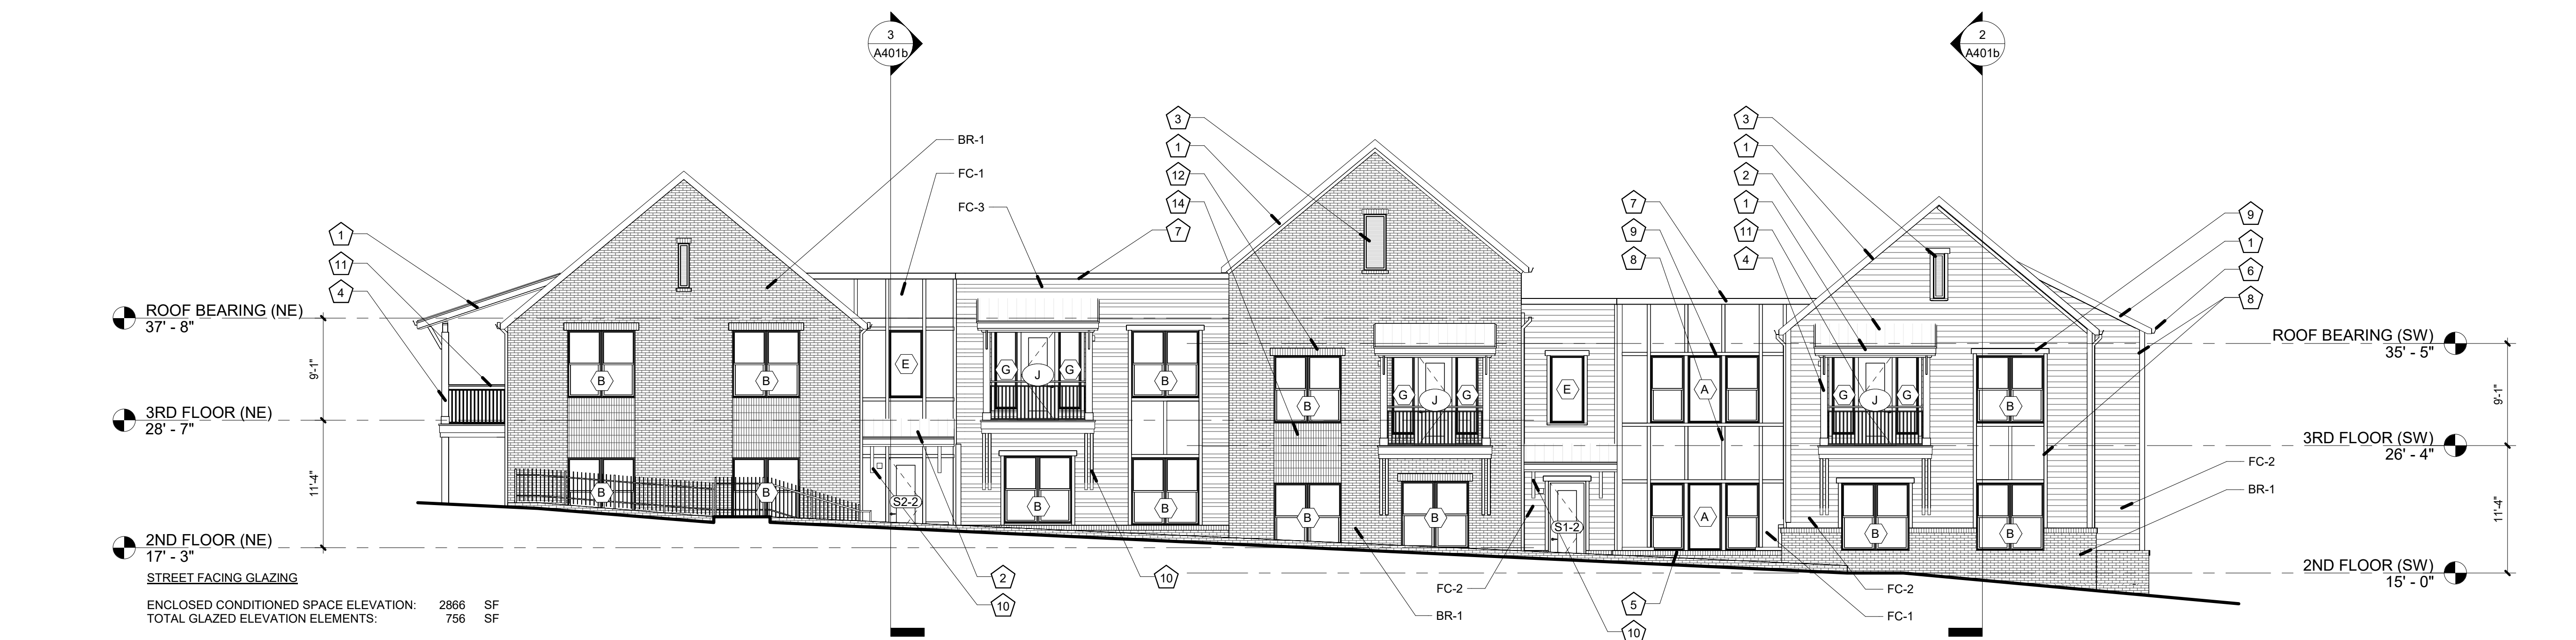 3
A401b
2
A401b
BR-1
FC-1
FC-3
3
1
12
14
7
3
1
2
1
11
4
7
9
8
9
1
6
8
1
11
4
ROOF BEARING (NE)
37' - 8"
9'-1"
3RD FLOOR (NE)
28' - 7"
11'-4"
2ND FLOOR (NE)
17' - 3"
ROOF BEARING (SW)
35' - 5"
9'-1"
3RD FLOOR (SW)
26' - 4"
11'-4"
2ND FLOOR (SW)
15' - 0"
B
B
E
G
J
G
B
B
G
J
G
E
A
G
J
G
B
B
B
S2-2
B
B
B
B
S1-2
A
B
B
FC-2
BR-1
2
10
10
FC-2
BR-1
5
10
FC-2
FC-1
STREET FACING GLAZING
ENCLOSED CONDITIONED SPACE ELEVATION: 2866 SF
TOTAL GLAZED ELEVATION ELEMENTS: 756 SF